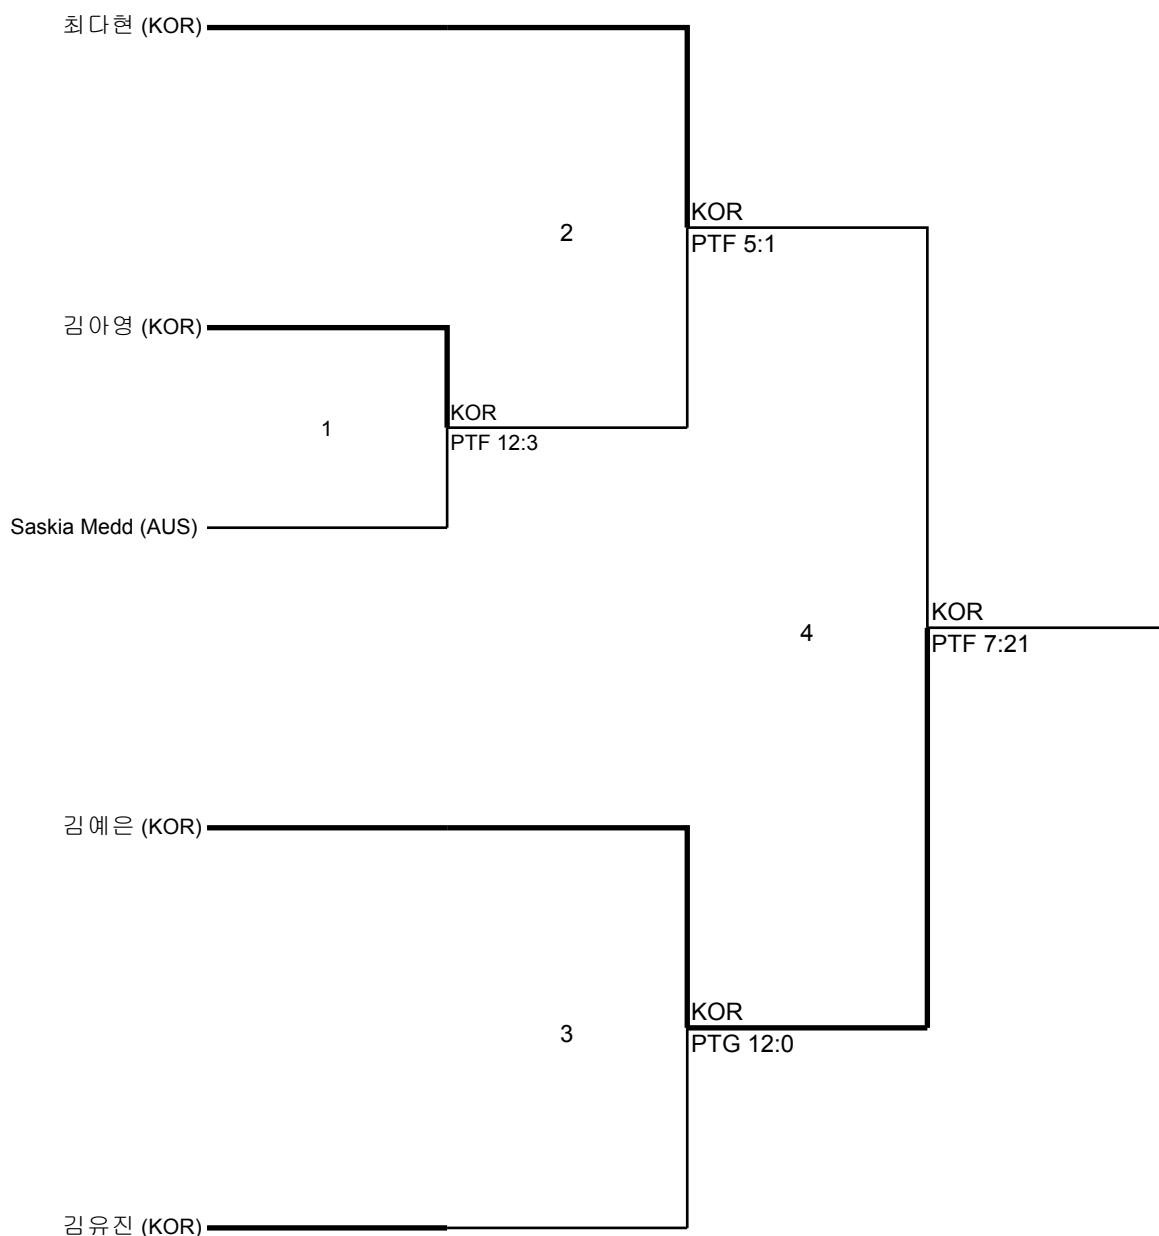 최다현 (KOR)
KOR
2
PTF 5:1
김아영 (KOR)
KOR
1
PTF 12:3
Saskia Medd (AUS)
KOR
4
PTF 7:21
김예은 (KOR)
KOR
3
PTG 12:0
김유진 (KOR)